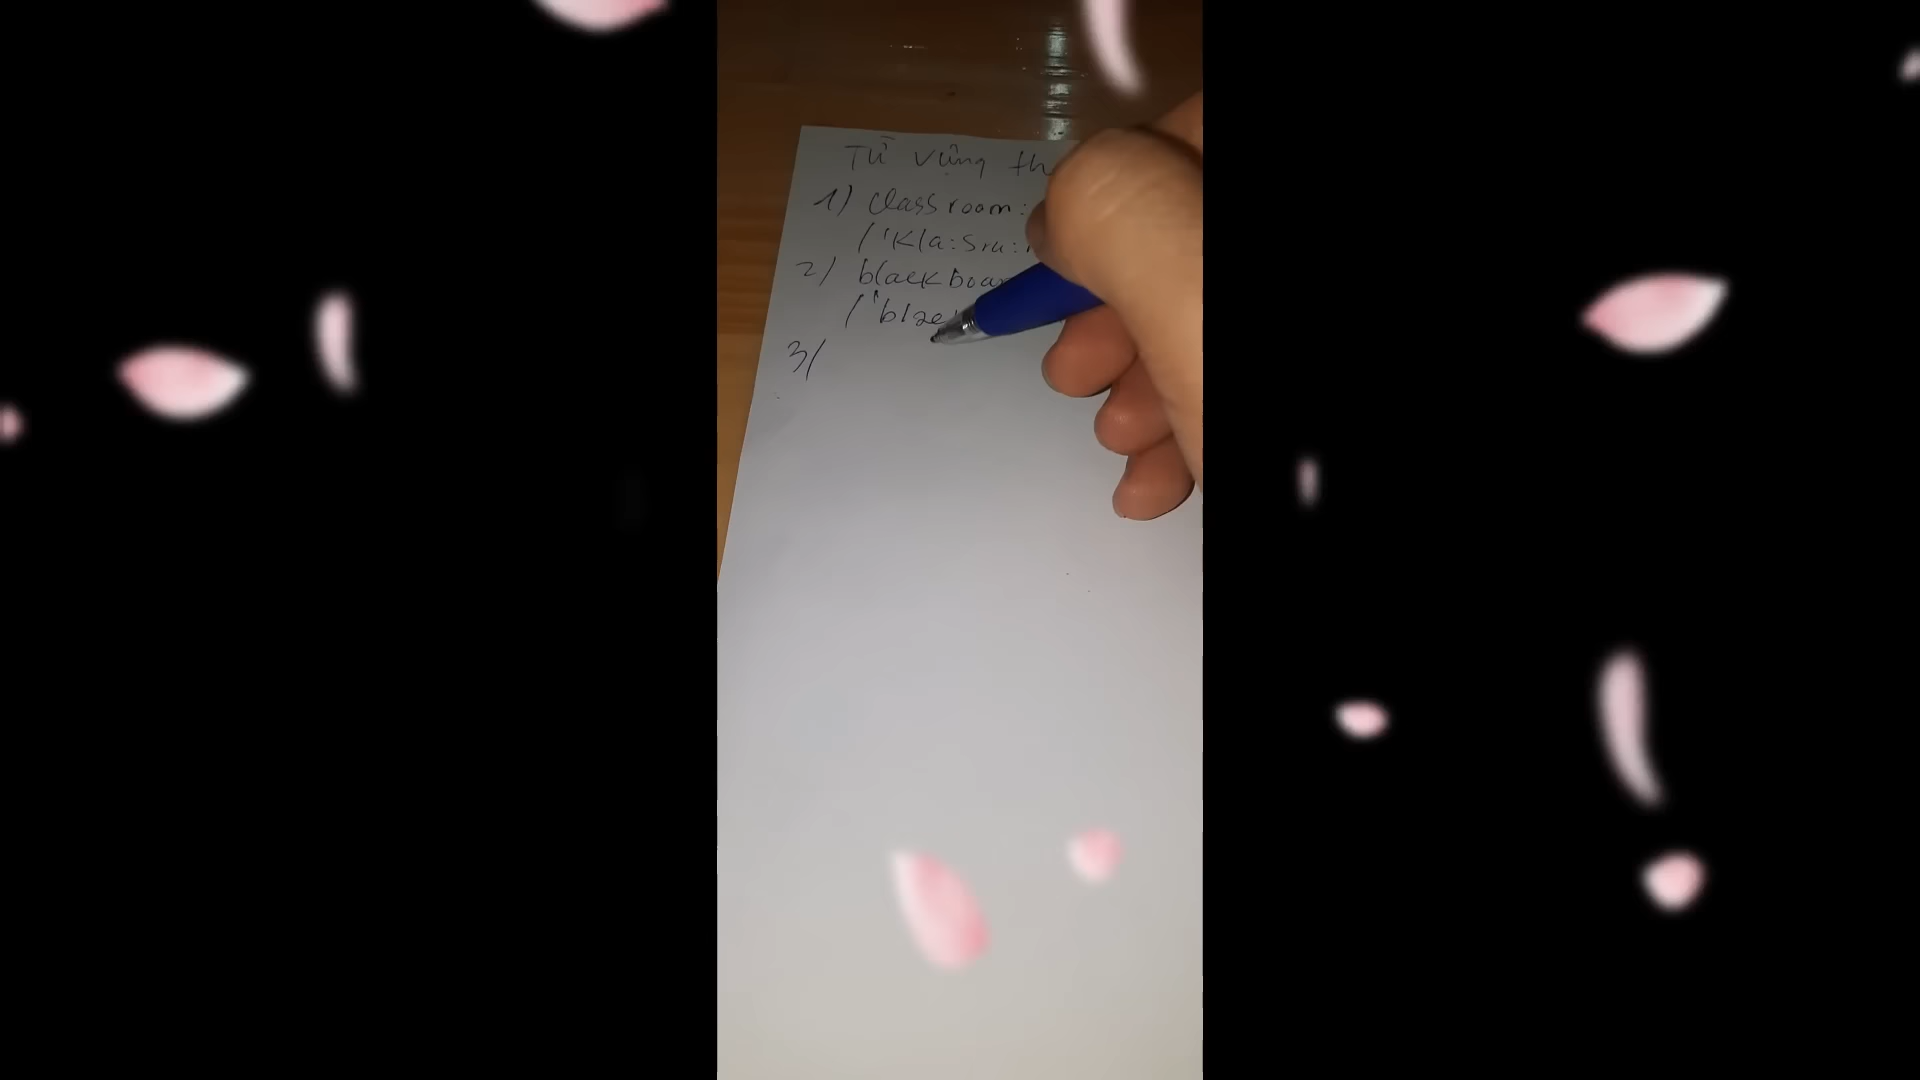 Từ vựng th
1) classroom:
/'kla:sru:
2) blackboar
/'blæ
3/